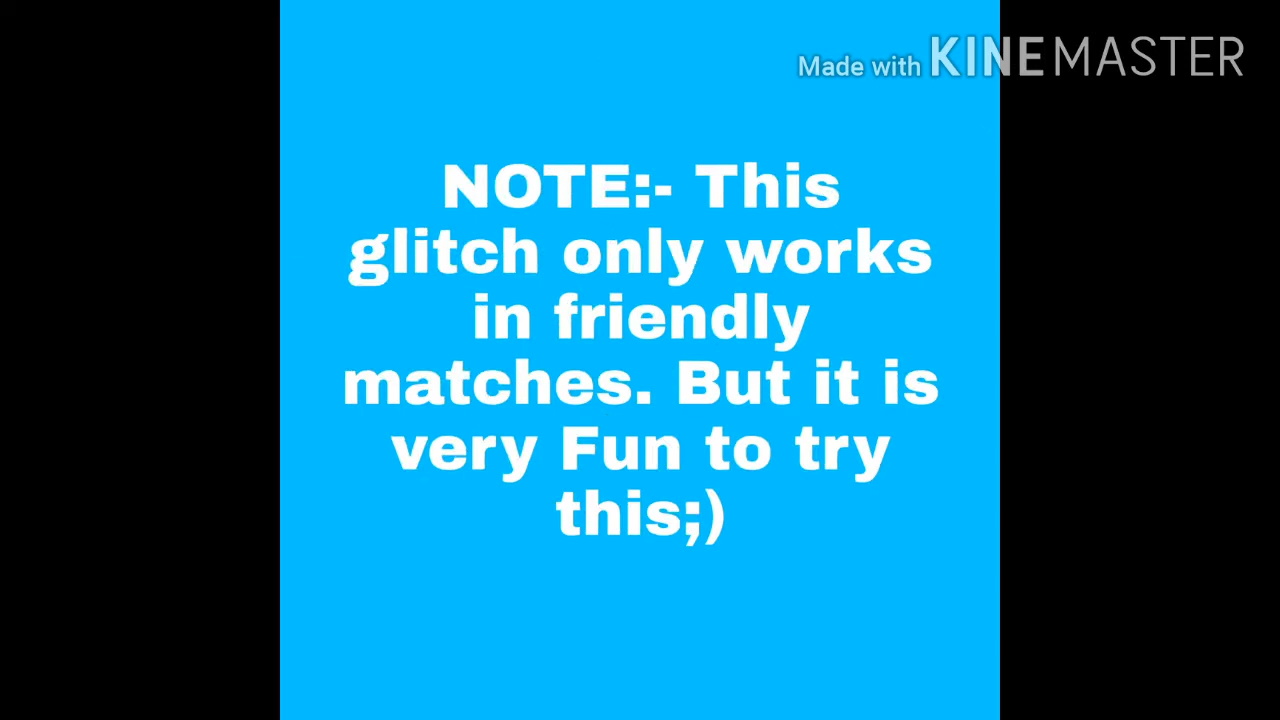 Made with KINEMASTER
NOTE:- This
glitch only works
in friendly
matches. But it is
very Fun to try
this;)